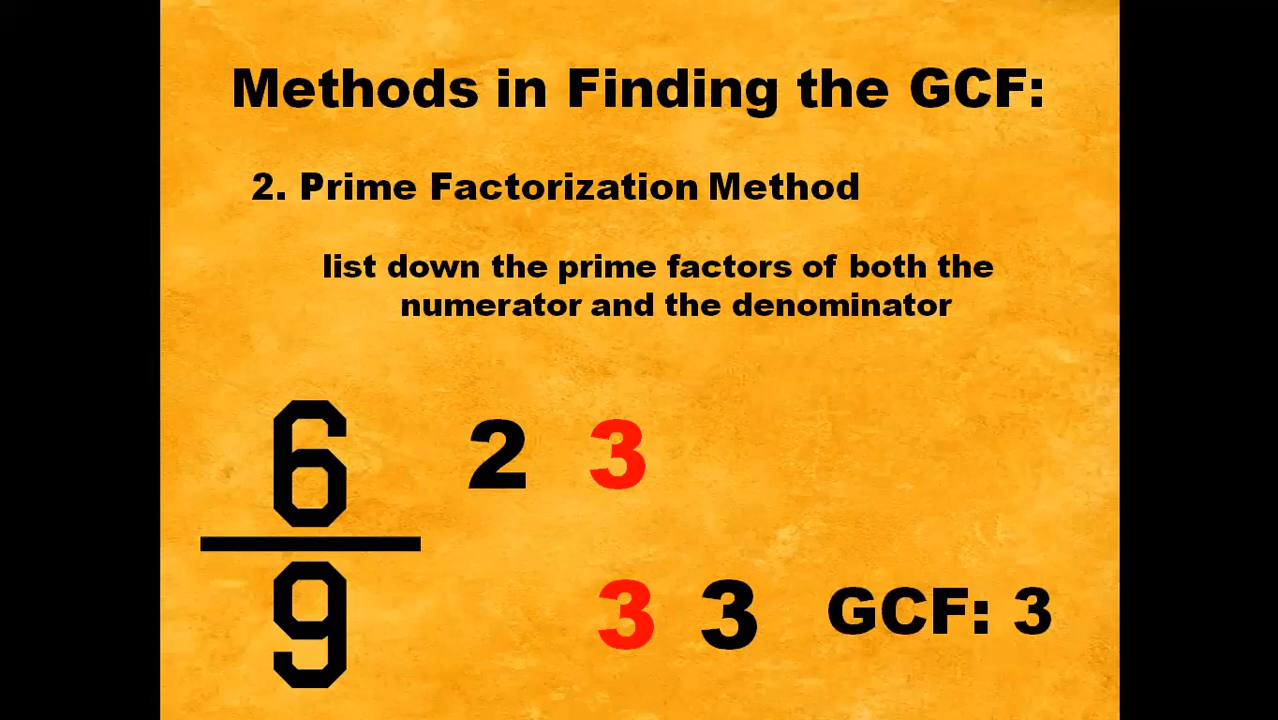 Methods in Finding the GCF:
2. Prime Factorization Method
list down the prime factors of both the
numerator and the denominator
6 2 3
9 3 3 GCF: 3